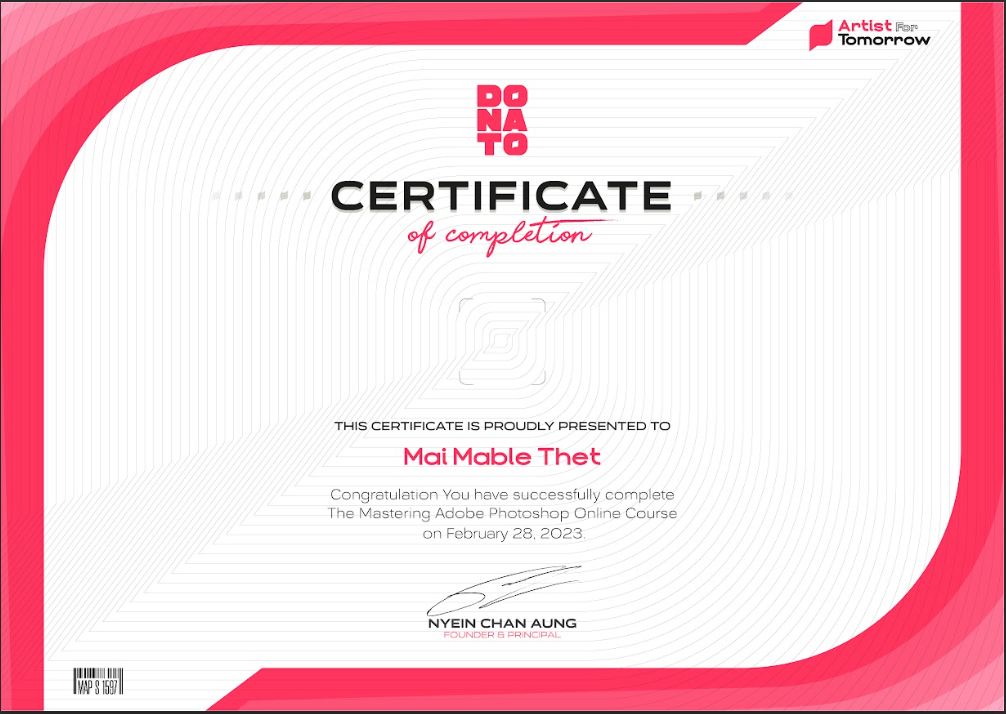 Artist For
Tomorrow
DO
NA
TO
CERTIFICATE
of completion
THIS CERTIFICATE IS PROUDLY PRESENTED TO
Mai Mable Thet
Congratulation You have successfully complete
The Mastering Adobe Photoshop Online Course
on February 28, 2023.
NYEIN CHAN AUNG
FOUNDER & PRINCIPAL
MAP S 1597